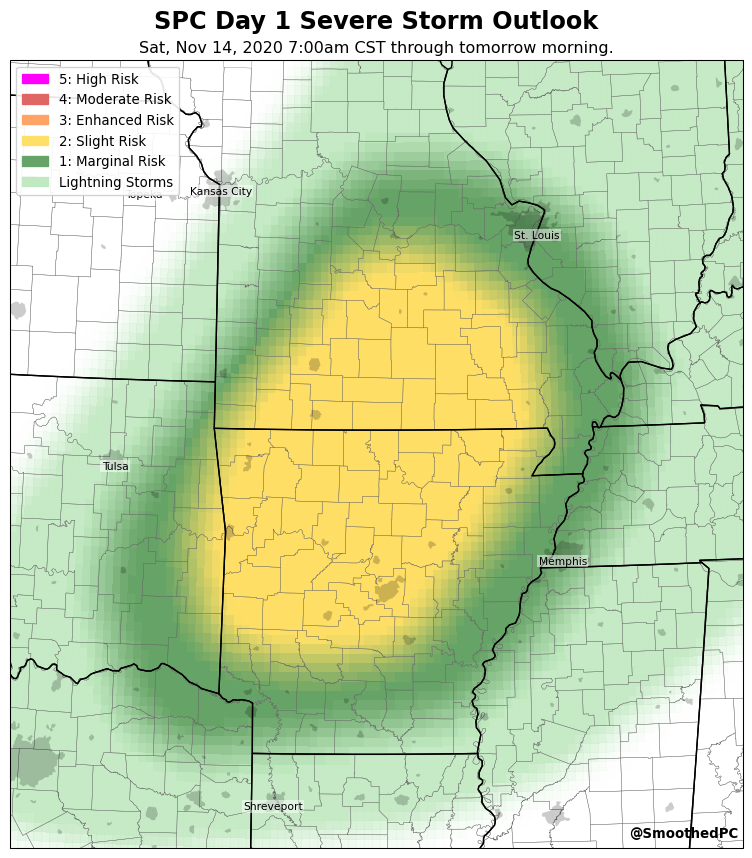 SPC Day 1 Severe Storm Outlook
Sat, Nov 14, 2020 7:00am CST through tomorrow morning.
5: High Risk
4: Moderate Risk
3: Enhanced Risk
2: Slight Risk
1: Marginal Risk
Lightning Storms
Kansas City
Topeka
St. Louis
Tulsa
Memphis
Shreveport
@SmoothedPC